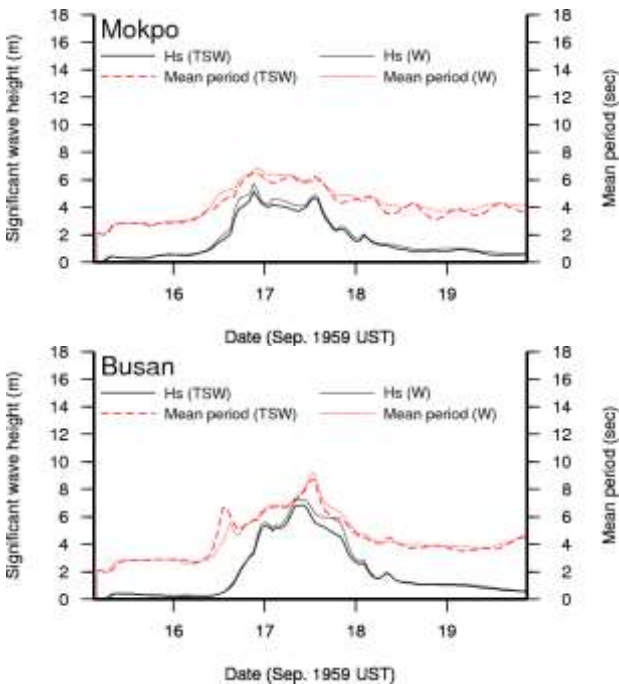 Mokpo
Hs (TSW)
Hs (W)
Mean period (TSW)
Mean period (W)
Significant wave height (m)
Mean period (sec)
18
16
14
12
10
8
6
4
2
0
18
16
14
12
10
8
6
4
2
0
16 17 18 19
Date (Sep. 1959 UST)
Busan
Hs (TSW)
Hs (W)
Mean period (TSW)
Mean period (W)
Significant wave height (m)
Mean period (sec)
18
16
14
12
10
8
6
4
2
0
18
16
14
12
10
8
6
4
2
0
16 17 18 19
Date (Sep. 1959 UST)